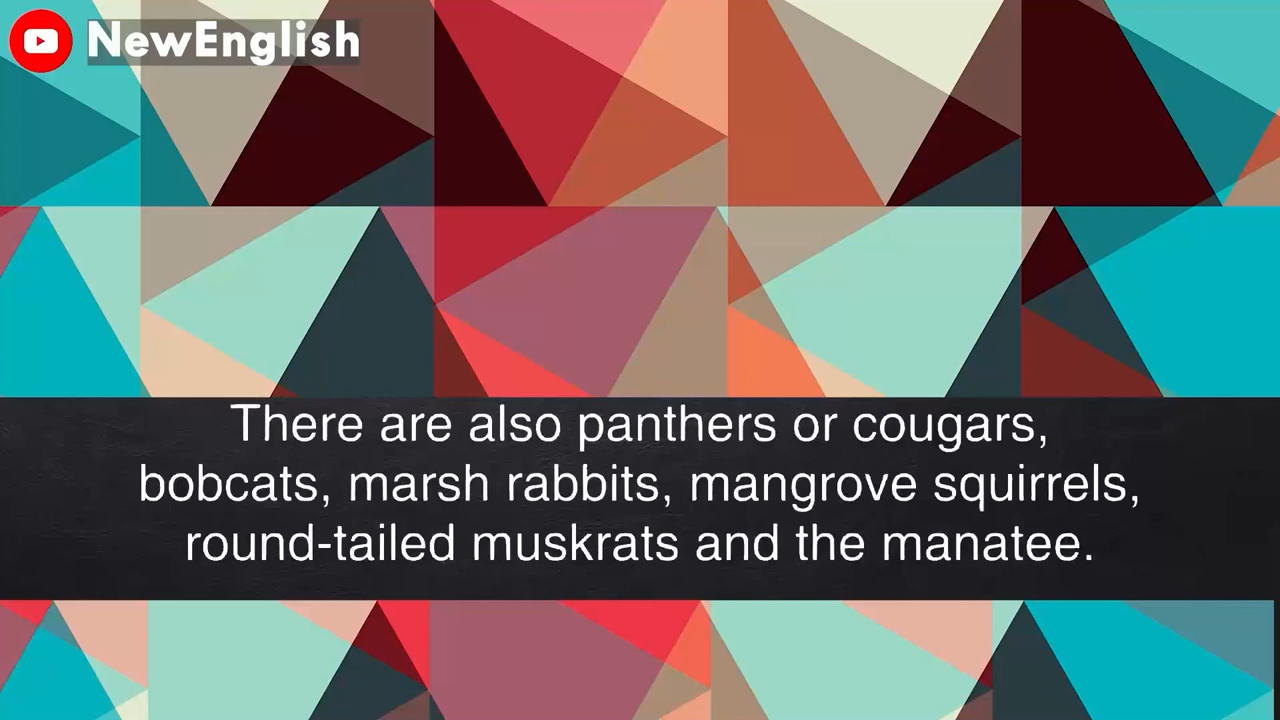 NewEnglish
There are also panthers or cougars,
bobcats, marsh rabbits, mangrove squirrels,
round-tailed muskrats and the manatee.